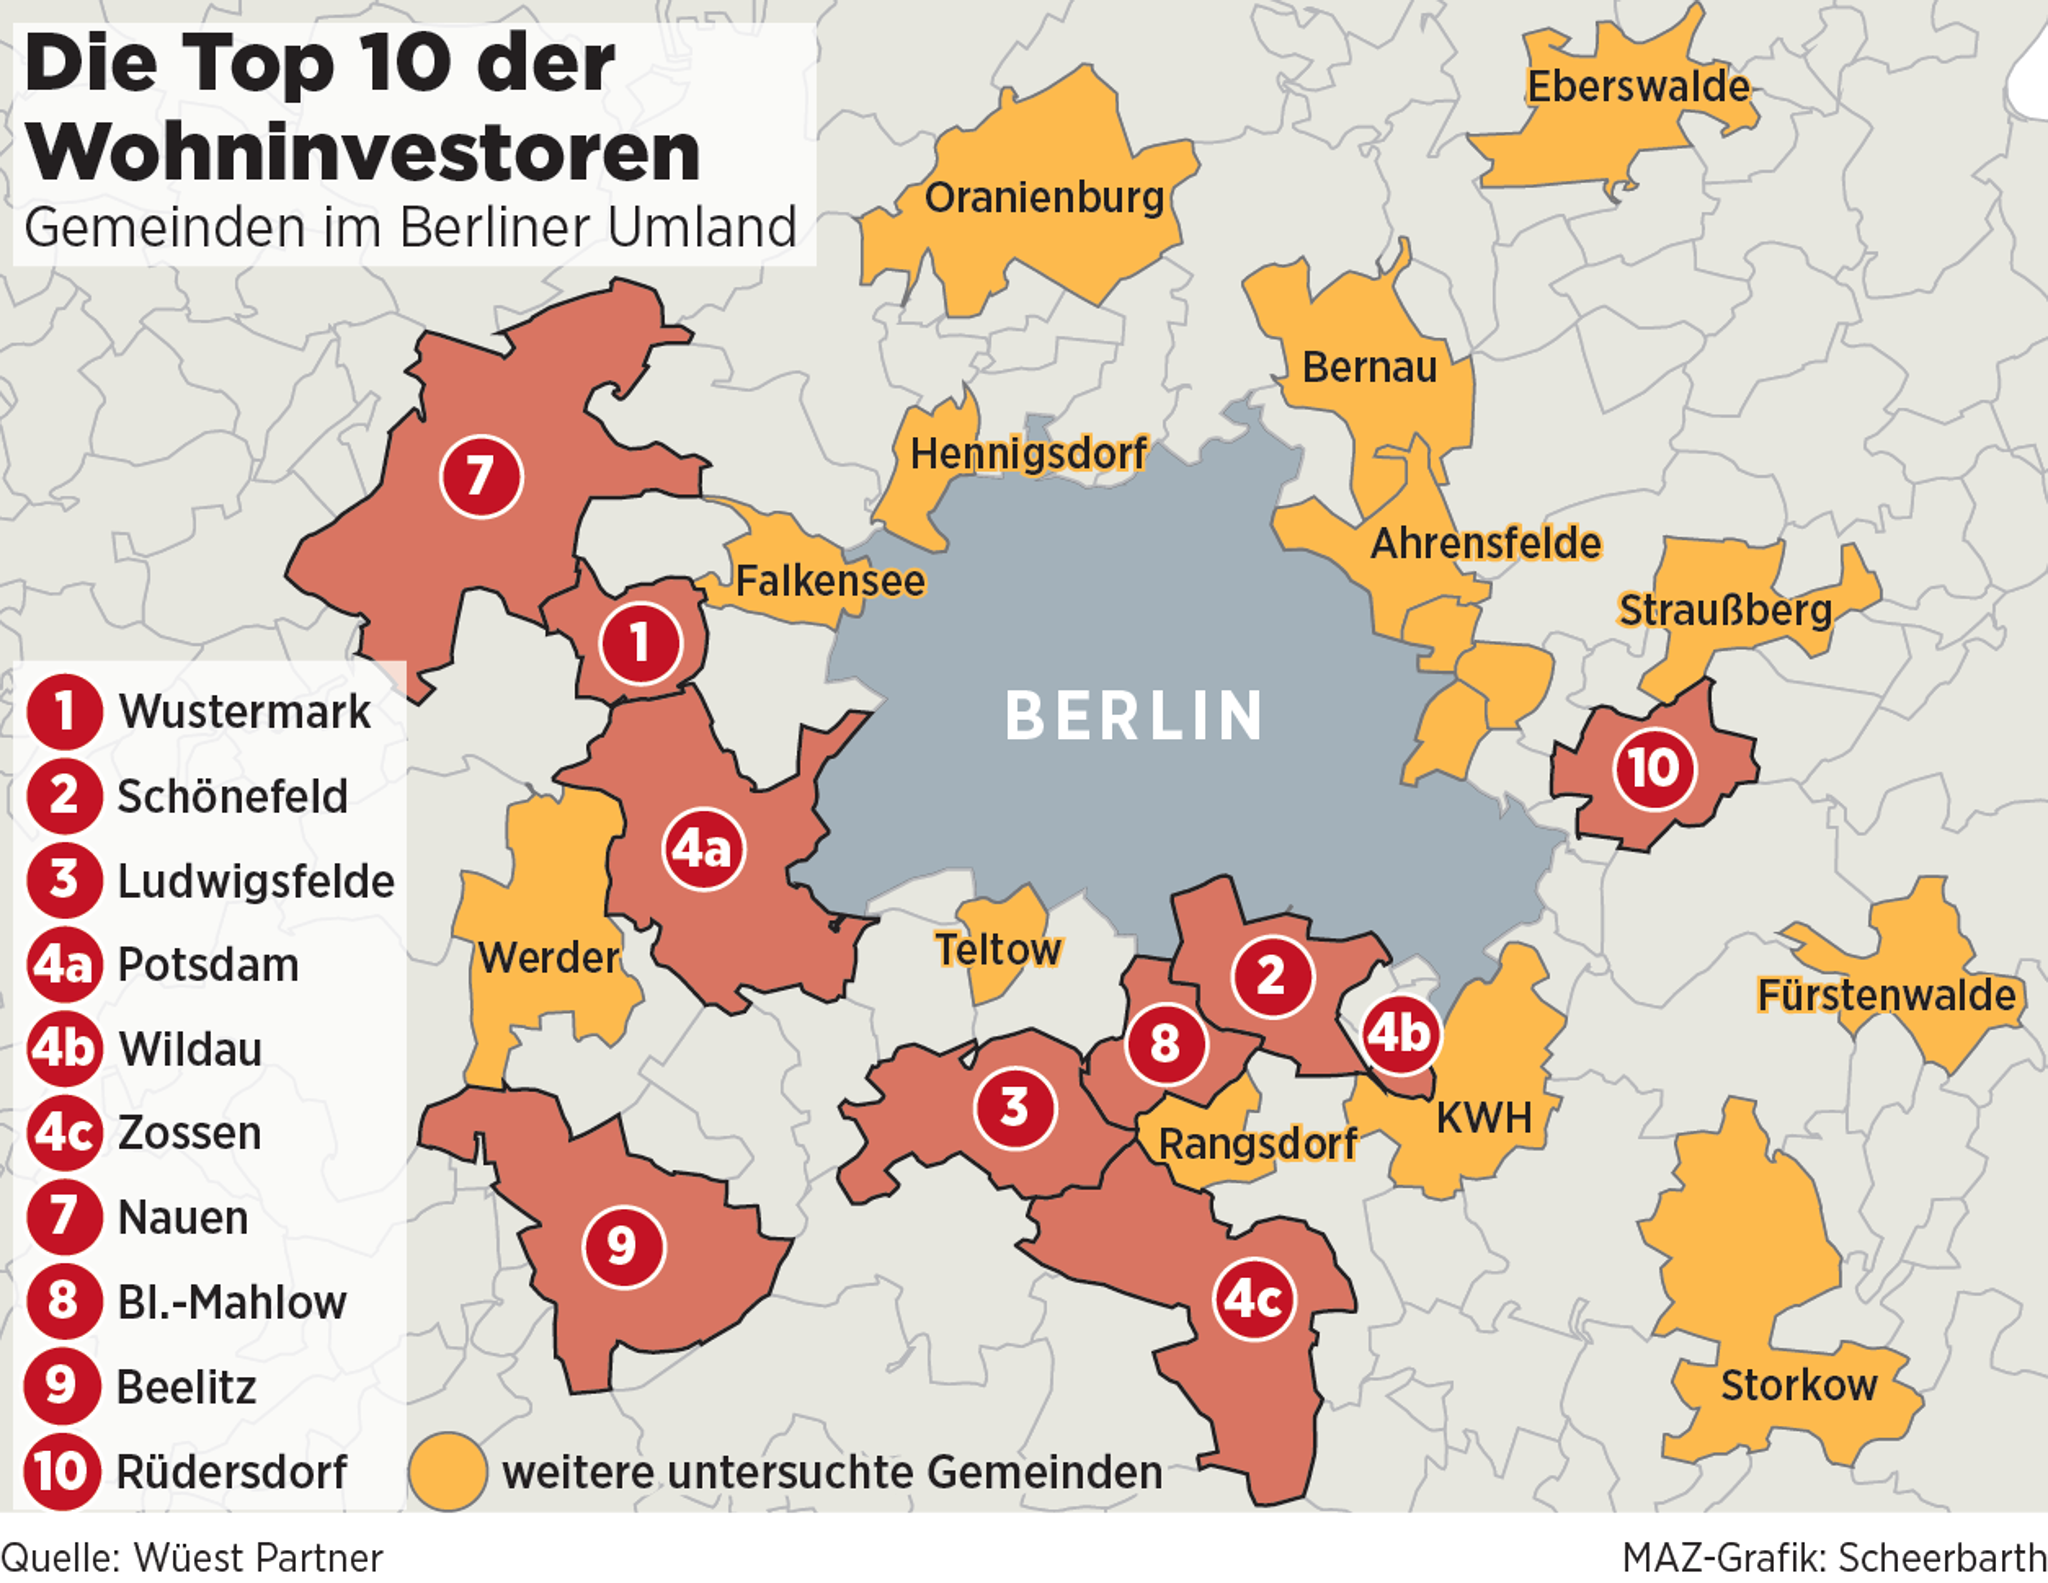 Die Top 10 der
Wohninvestoren
Gemeinden im Berliner Umland
Eberswalde
Oranienburg
Bernau
Hennigsdorf
7
Ahrensfelde
Falkensee
Straußberg
1
BERLIN
10
4a
Werder
Teltow
2
Fürstenwalde
8
4b
3
KWH
Rangsdorf
9
4c
Storkow
1 Wustermark
2 Schönefeld
3 Ludwigsfelde
4a Potsdam
4b Wildau
4c Zossen
7 Nauen
8 Bl.-Mahlow
9 Beelitz
10 Rüdersdorf
weitere untersuchte Gemeinden
Quelle: Wüest Partner
MAZ-Grafik: Scheerbarth